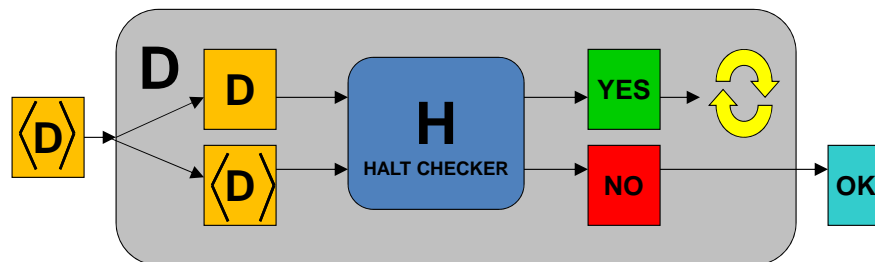 ⟨D⟩
D
D
⟨D⟩
H
HALT CHECKER
YES
NO
OK